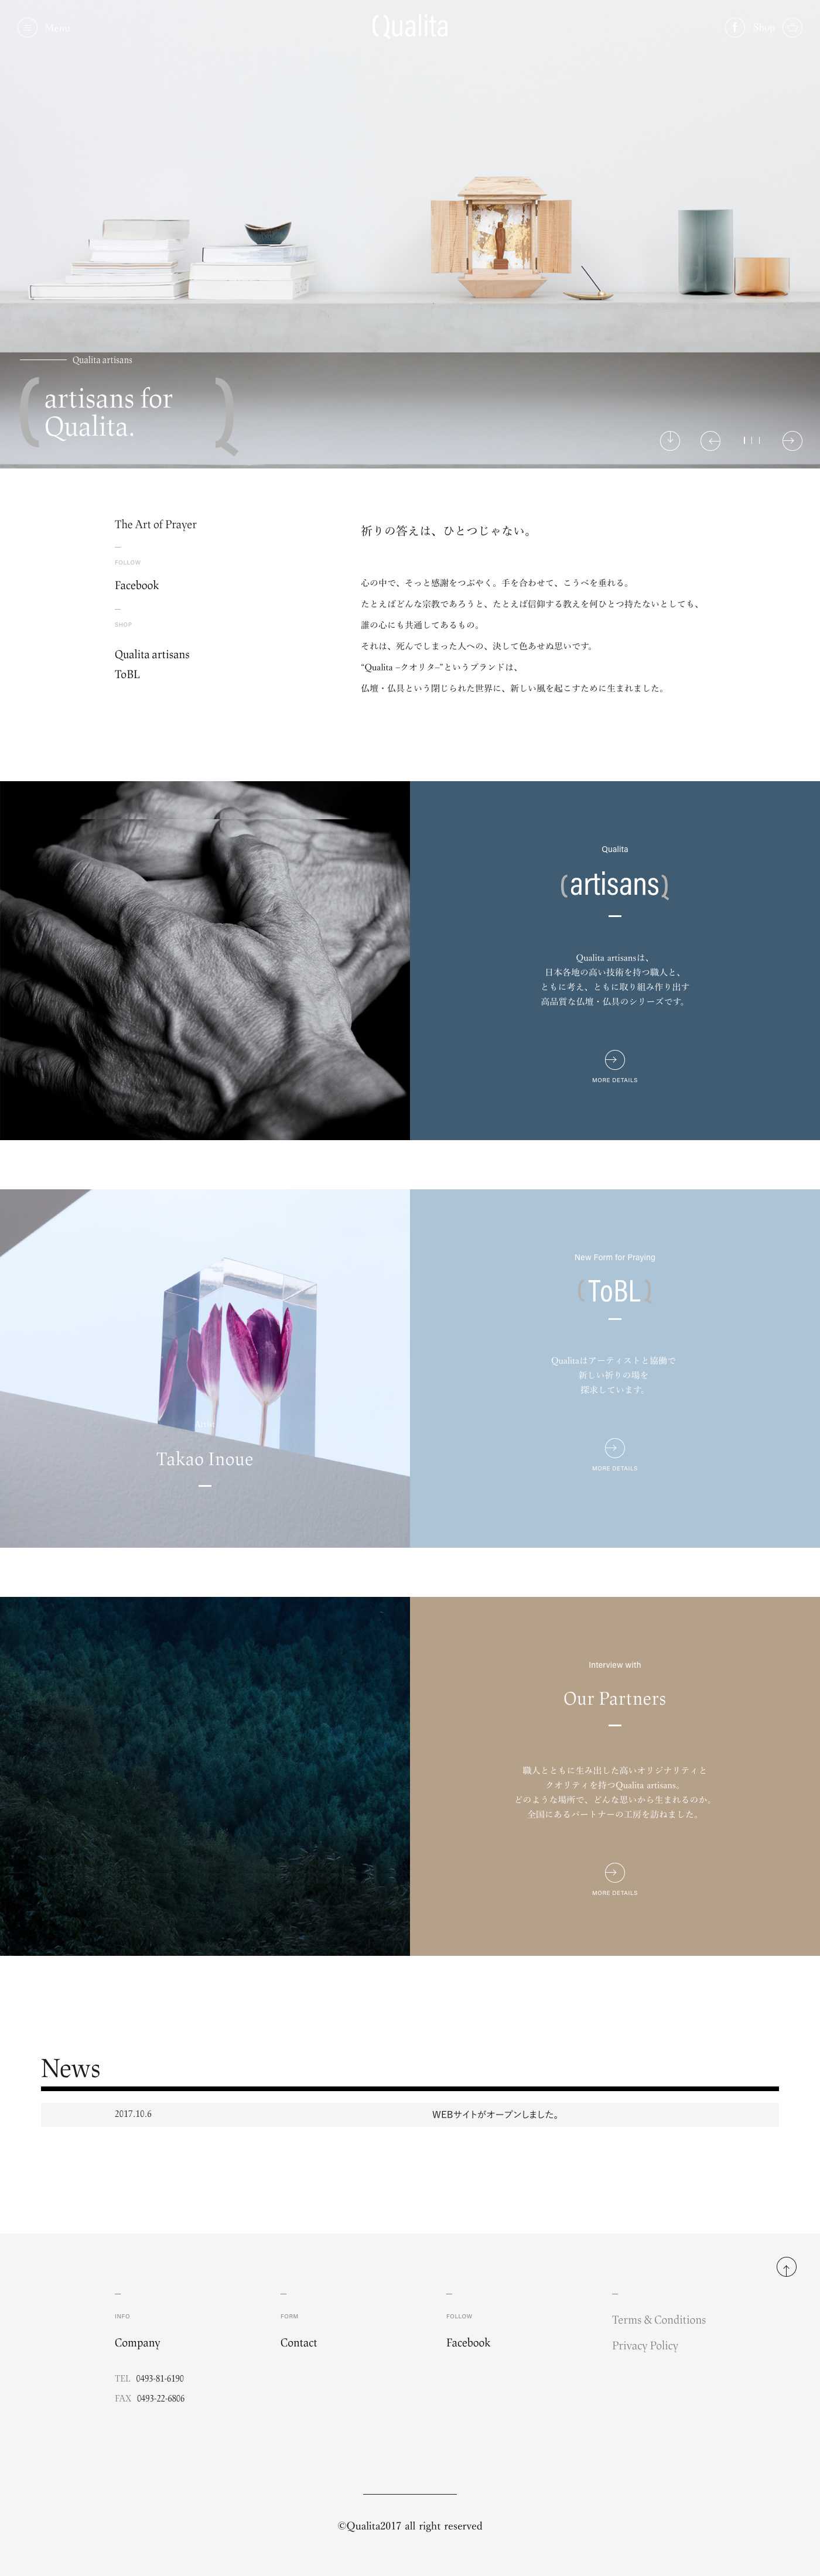 Menu
Qualita
Shop
Qualita artisans
artisans for
Qualita.
The Art of Prayer
FOLLOW
Facebook
SHOP
Qualita artisans
ToBL
祈りの答えは、ひとつじゃない。
心の中で、そっと感謝をつぶやく。手を合わせて、こうべを垂れる。
たとえばどんな宗教であろうと、たとえば信仰する教えを何ひとつ持たないとしても、
誰の心にも共通してあるもの。
それは、死んでしまった人への、決して色あせぬ思いです。
“Qualita –クオリタ–”というブランドは、
仏壇・仏具という閉じられた世界に、新しい風を起こすために生まれました。
Qualita
artisans
Qualita artisansは、
日本各地の高い技術を持つ職人と、
ともに考え、ともに取り組み作り出す
高品質な仏壇・仏具のシリーズです。
MORE DETAILS
Takao Inoue
New Form for Praying
ToBL
Qualitaはアーティストと協働で
新しい祈りの場を
探求しています。
MORE DETAILS
Interview with
Our Partners
職人とともに生み出した高いオリジナリティと
クオリティを持つQualita artisans。
どのような場所で、どんな思いから生まれるのか。
全国にあるパートナーの工房を訪ねました。
MORE DETAILS
News
2017.10.6
WEBサイトがオープンしました。
INFO
Company
TEL 0493-81-6190
FAX 0493-22-6806
FORM
Contact
FOLLOW
Facebook
Terms & Conditions
Privacy Policy
©Qualita2017 all right reserved